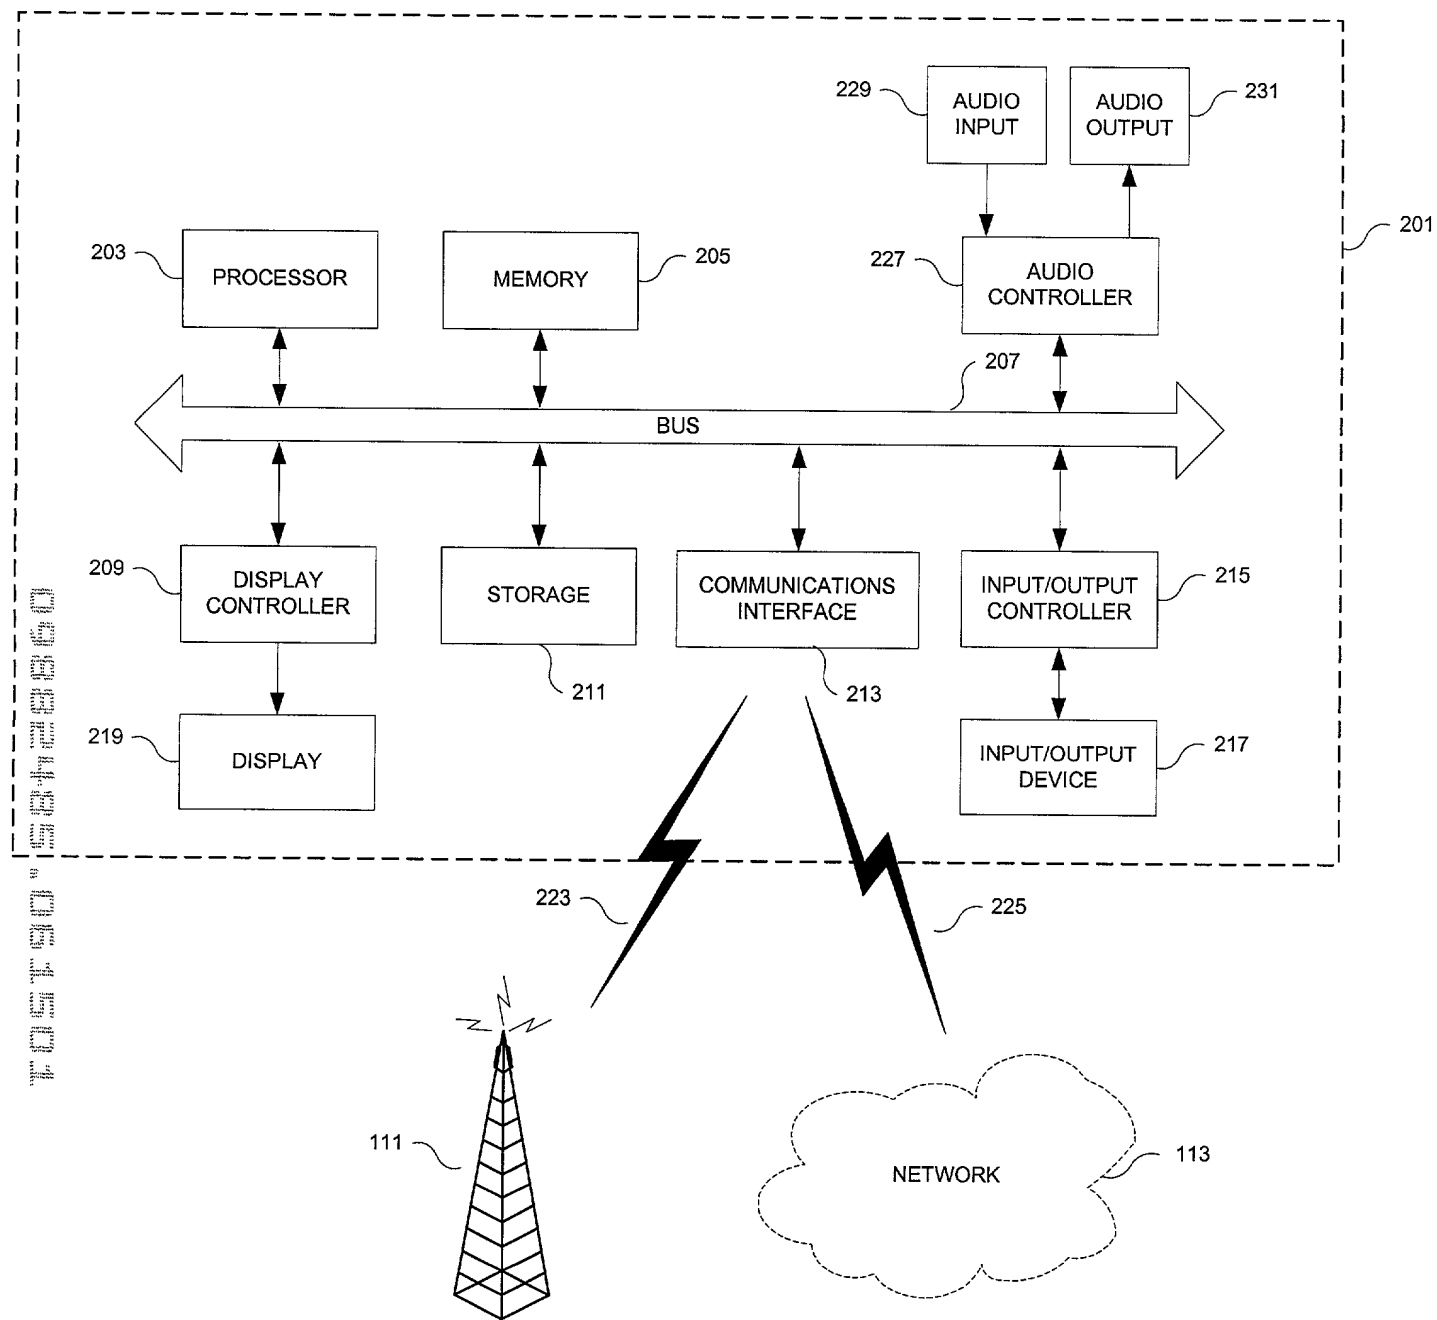 229
AUDIO
INPUT
AUDIO
OUTPUT
231
201
203
PROCESSOR
MEMORY
205
227
AUDIO
CONTROLLER
207
BUS
209
DISPLAY
CONTROLLER
STORAGE
211
COMMUNICATIONS
INTERFACE
213
INPUT/OUTPUT
CONTROLLER
215
219
DISPLAY
INPUT/OUTPUT
DEVICE
217
223
225
111
NETWORK
113